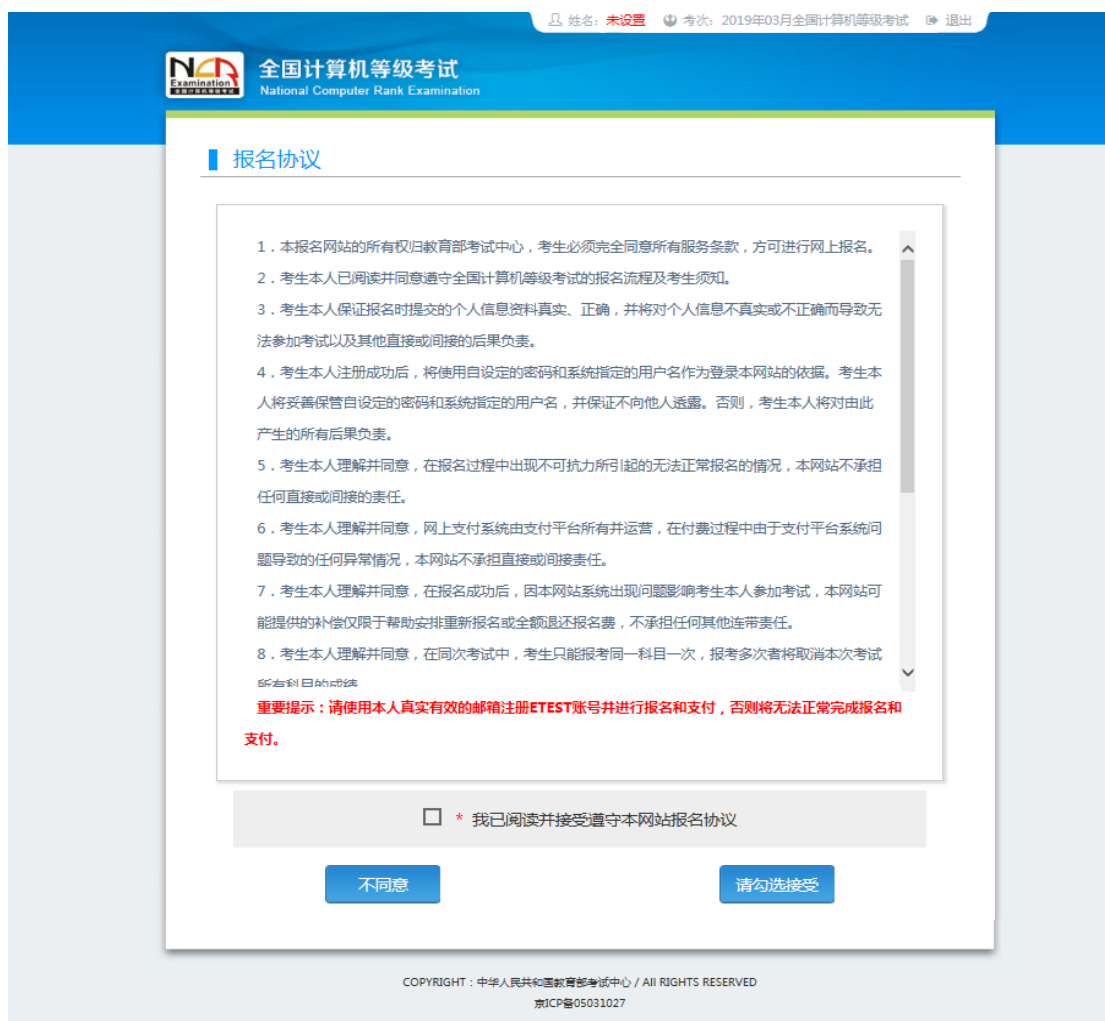 姓名：未设置 考次：2019年03月全国计算机等级考试 退出
NCR
Examination
全国计算机等级考试
全国计算机等级考试
National Computer Rank Examination
报名协议
1．本报名网站的所有权归教育部考试中心，考生必须完全同意所有服务条款，方可进行网上报名。
2．考生本人已阅读并同意遵守全国计算机等级考试的报名流程及考生须知。
3．考生本人保证报名时提交的个人信息资料真实、正确，并将对个人信息不真实或不正确而导致无
法参加考试以及其他直接或间接的后果负责。
4．考生本人注册成功后，将使用自设定的密码和系统指定的用户名作为登录本网站的依据。考生本
人将妥善保管自设定的密码和系统指定的用户名，并保证不向他人透露。否则，考生本人将对由此
产生的所有后果负责。
5．考生本人理解并同意，在报名过程中出现不可抗力所引起的无法正常报名的情况，本网站不承担
任何直接或间接的责任。
6．考生本人理解并同意，网上支付系统由支付平台所有并运营，在付费过程中由于支付平台系统问
题导致的任何异常情况，本网站不承担直接或间接责任。
7．考生本人理解并同意，在报名成功后，因本网站系统出现问题影响考生本人参加考试，本网站可
能提供的补偿仅限于帮助安排重新报名或全额退还报名费，不承担任何其他连带责任。
8．考生本人理解并同意，在同次考试中，考生只能报考同一科目一次，报考多次者将取消本次考试
所有科目的成绩
重要提示：请使用本人真实有效的邮箱注册ETEST账号并进行报名和支付，否则将无法正常完成报名和
支付。
* 我已阅读并接受遵守本网站报名协议
不同意
请勾选接受
COPYRIGHT：中华人民共和国教育部考试中心 / All RIGHTS RESERVED
京ICP备05031027